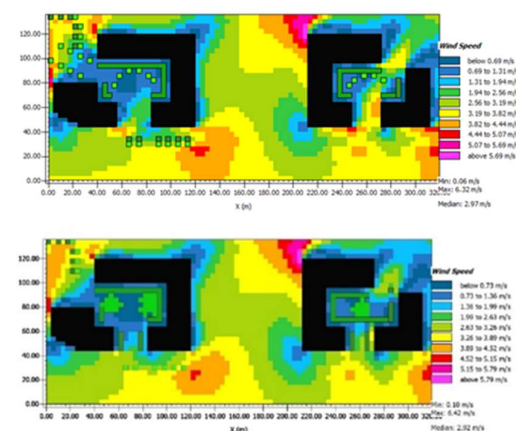 Wind Speed
below 0.69 m/s
0.69 to 1.31 m/s
1.31 to 1.94 m/s
1.94 to 2.56 m/s
2.56 to 3.19 m/s
3.19 to 3.82 m/s
3.82 to 4.44 m/s
4.44 to 5.07 m/s
5.07 to 5.69 m/s
above 5.69 m/s
Min: 0.06 m/s
Max: 6.32 m/s
Median: 2.97 m/s
120.00
100.00
80.00
60.00
40.00
20.00
0.00
0.00 20.00 40.00 60.00 80.00 100.00 120.00 140.00 160.00 180.00 200.00 220.00 240.00 260.00 280.00 300.00
X (m)
Wind Speed
below 0.73 m/s
0.73 to 1.36 m/s
1.36 to 1.99 m/s
1.99 to 2.63 m/s
2.63 to 3.26 m/s
3.26 to 3.89 m/s
3.89 to 4.52 m/s
4.52 to 5.15 m/s
5.15 to 5.79 m/s
above 5.79 m/s
Min: 0.10 m/s
Max: 6.42 m/s
Median: 2.92 m/s
120.00
100.00
80.00
60.00
40.00
20.00
0.00
0.00 20.00 40.00 60.00 80.00 100.00 120.00 140.00 160.00 180.00 200.00 220.00 240.00 260.00 280.00 300.00
X (m)